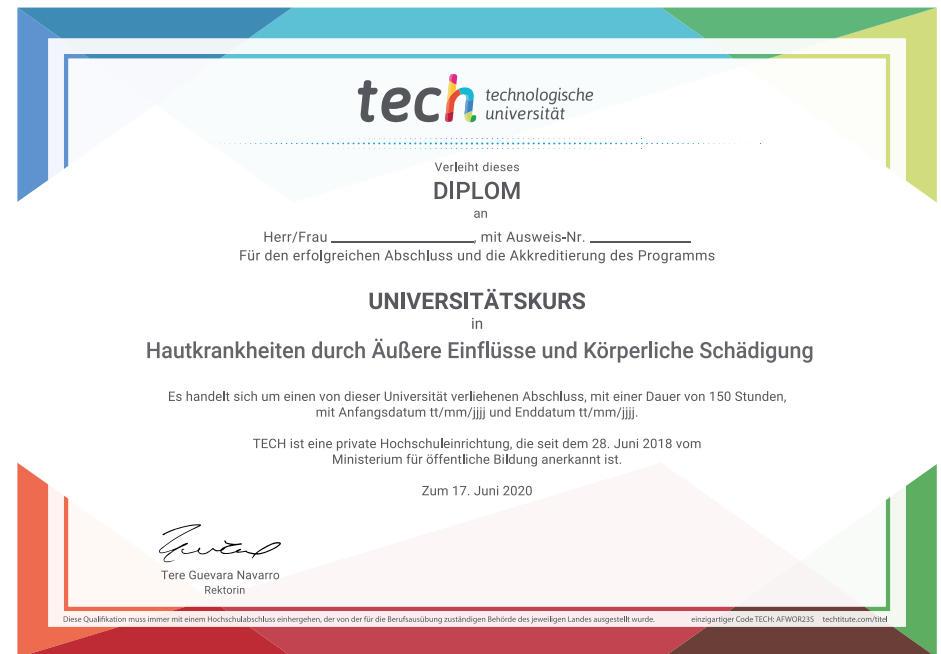 tech technologische
universität
Verleiht dieses
DIPLOM
an
Herr/Frau ____________, mit Ausweis-Nr. ____________
Für den erfolgreichen Abschluss und die Akkreditierung des Programms
UNIVERSITÄTSKURS
in
Hautkrankheiten durch Äußere Einflüsse und Körperliche Schädigung
Es handelt sich um einen von dieser Universität verliehenen Abschluss, mit einer Dauer von 150 Stunden,
mit Anfangsdatum tt/mm/jjjj und Enddatum tt/mm/jjjj.
TECH ist eine private Hochschuleinrichtung, die seit dem 28. Juni 2018 vom
Ministerium für öffentliche Bildung anerkannt ist.
Zum 17. Juni 2020
Tere Guevara Navarro
Rektorin
Diese Qualifikation muss immer mit einem Hochschulabschluss einhergehen, der von der für die Berufsausübung zuständigen Behörde des jeweiligen Landes ausgestellt wurde. einzigartiger Code TECH: AFWOR23S techtitute.com/titel